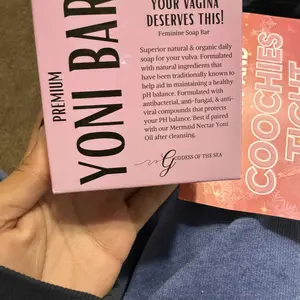 PREMIUM
YONI BAR
YOUR VAGINA
DESERVES THIS!
Feminine Soap Bar
Superior natural & organic daily
soap for your vulva. Formulated
with natural ingredients that
have been traditionally known to
help aid in maintaining a healthy
pH balance. Formulated with
antibacterial, anti-fungal, & anti-
viral compounds that protects
your PH balance. Best if paired
with our Mermaid Nectar Yoni
Oil after cleansing.
GODDESS OF THE SEA
AND
COOCHIES
TIGHT